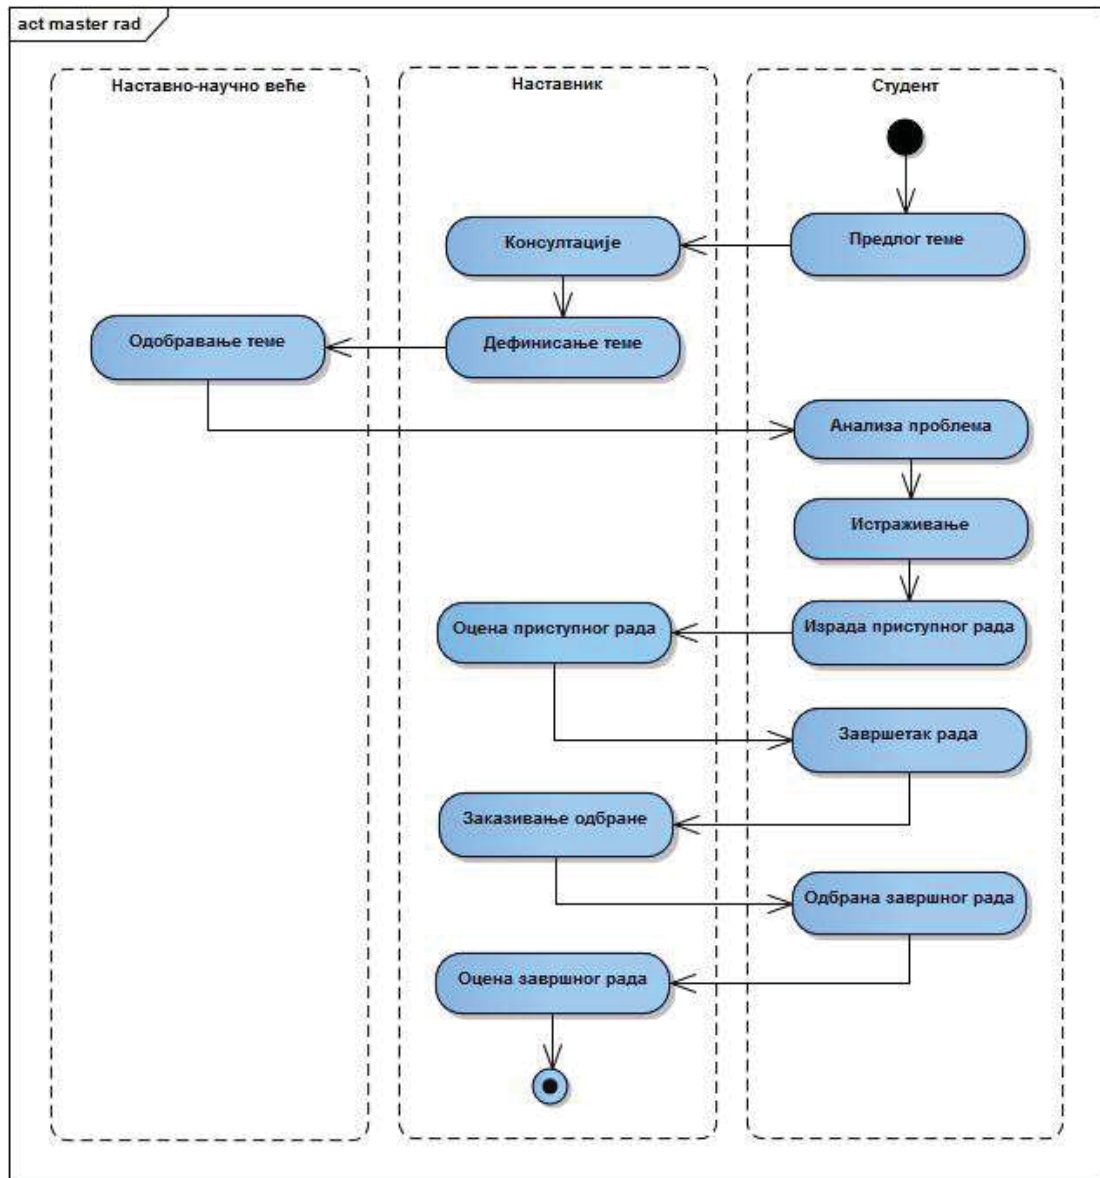 act master rad
Наставно-научно веће
Наставник
Студент
Предлог теме
Консултације
Дефинисање теме
Одобравање теме
Анализа проблема
Истраживање
Израда приступног рада
Оцена приступног рада
Завршетак рада
Заказивање одбране
Одбрана завршног рада
Оцена завршног рада